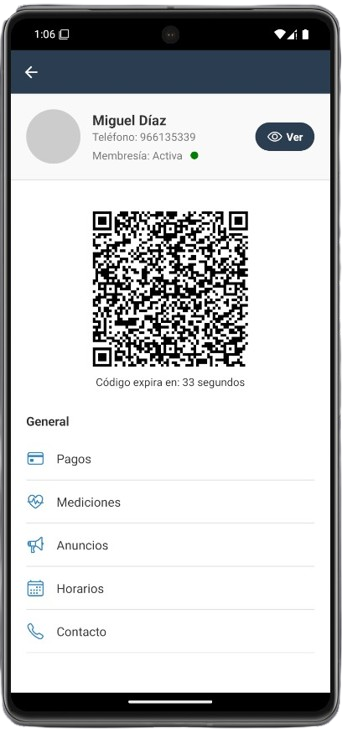 1:06
Miguel Díaz
Teléfono: 966135339
Membresía: Activa
Ver
Código expira en: 33 segundos
General
Pagos
Mediciones
Anuncios
Horarios
Contacto